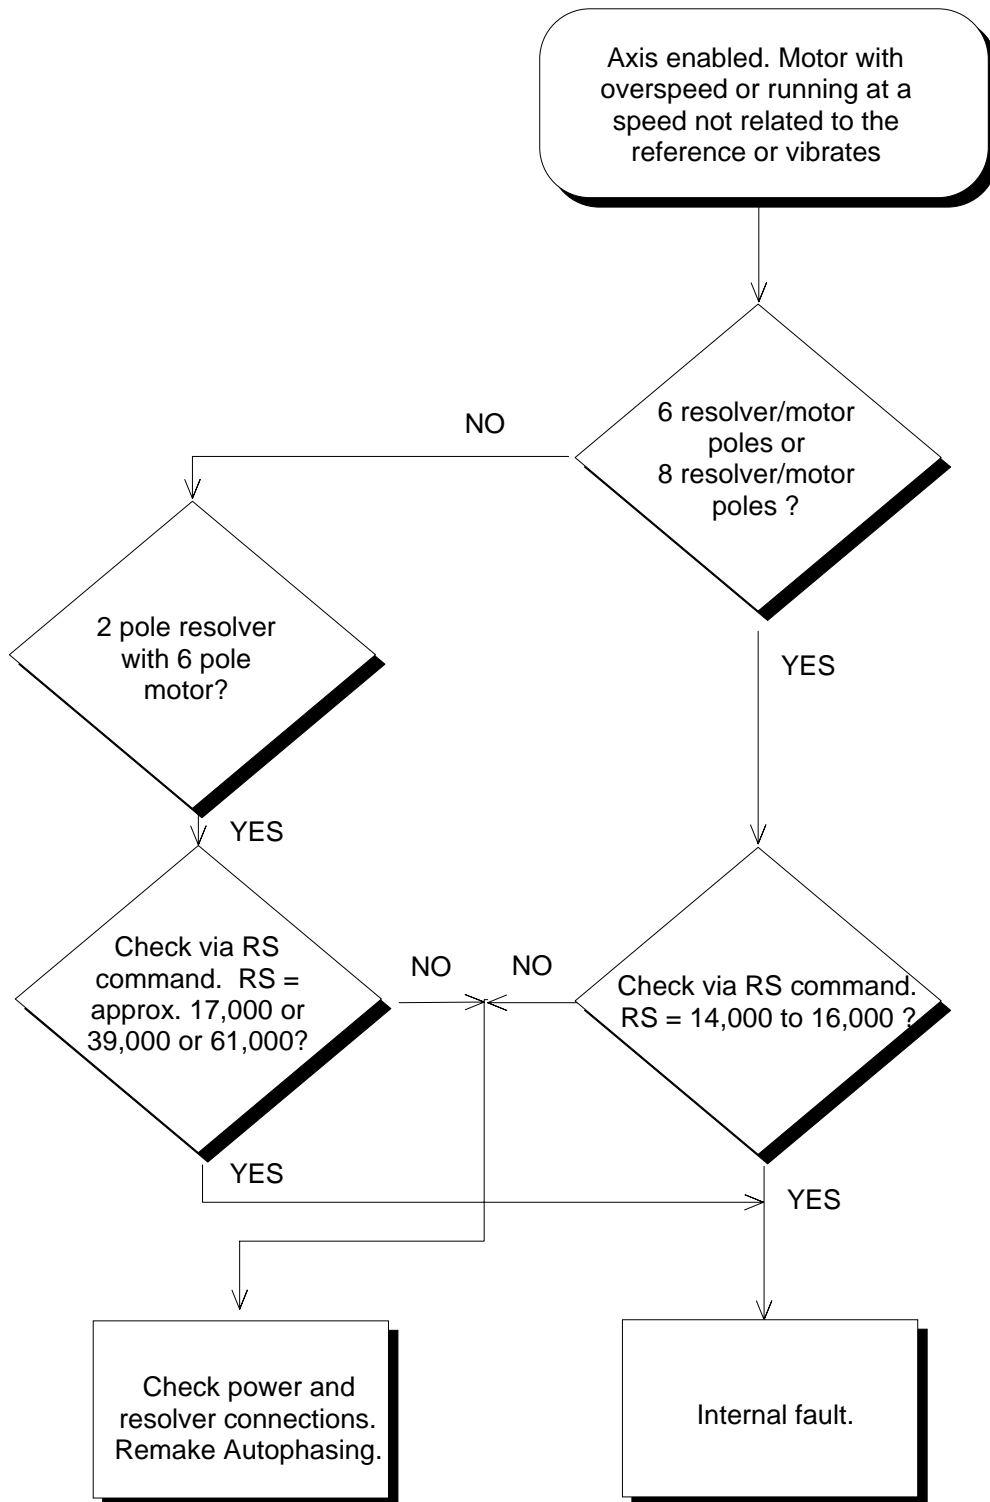 Axis enabled. Motor with
overspeed or running at a
speed not related to the
reference or vibrates
NO
6 resolver/motor
poles or
8 resolver/motor
poles ?
2 pole resolver
with 6 pole
motor?
YES
YES
Check via RS
command.  RS =
approx. 17,000 or
39,000 or 61,000?
NO
NO
Check via RS command.
RS = 14,000 to 16,000 ?
YES
YES
Check power and
resolver connections.
Remake Autophasing.
Internal fault.